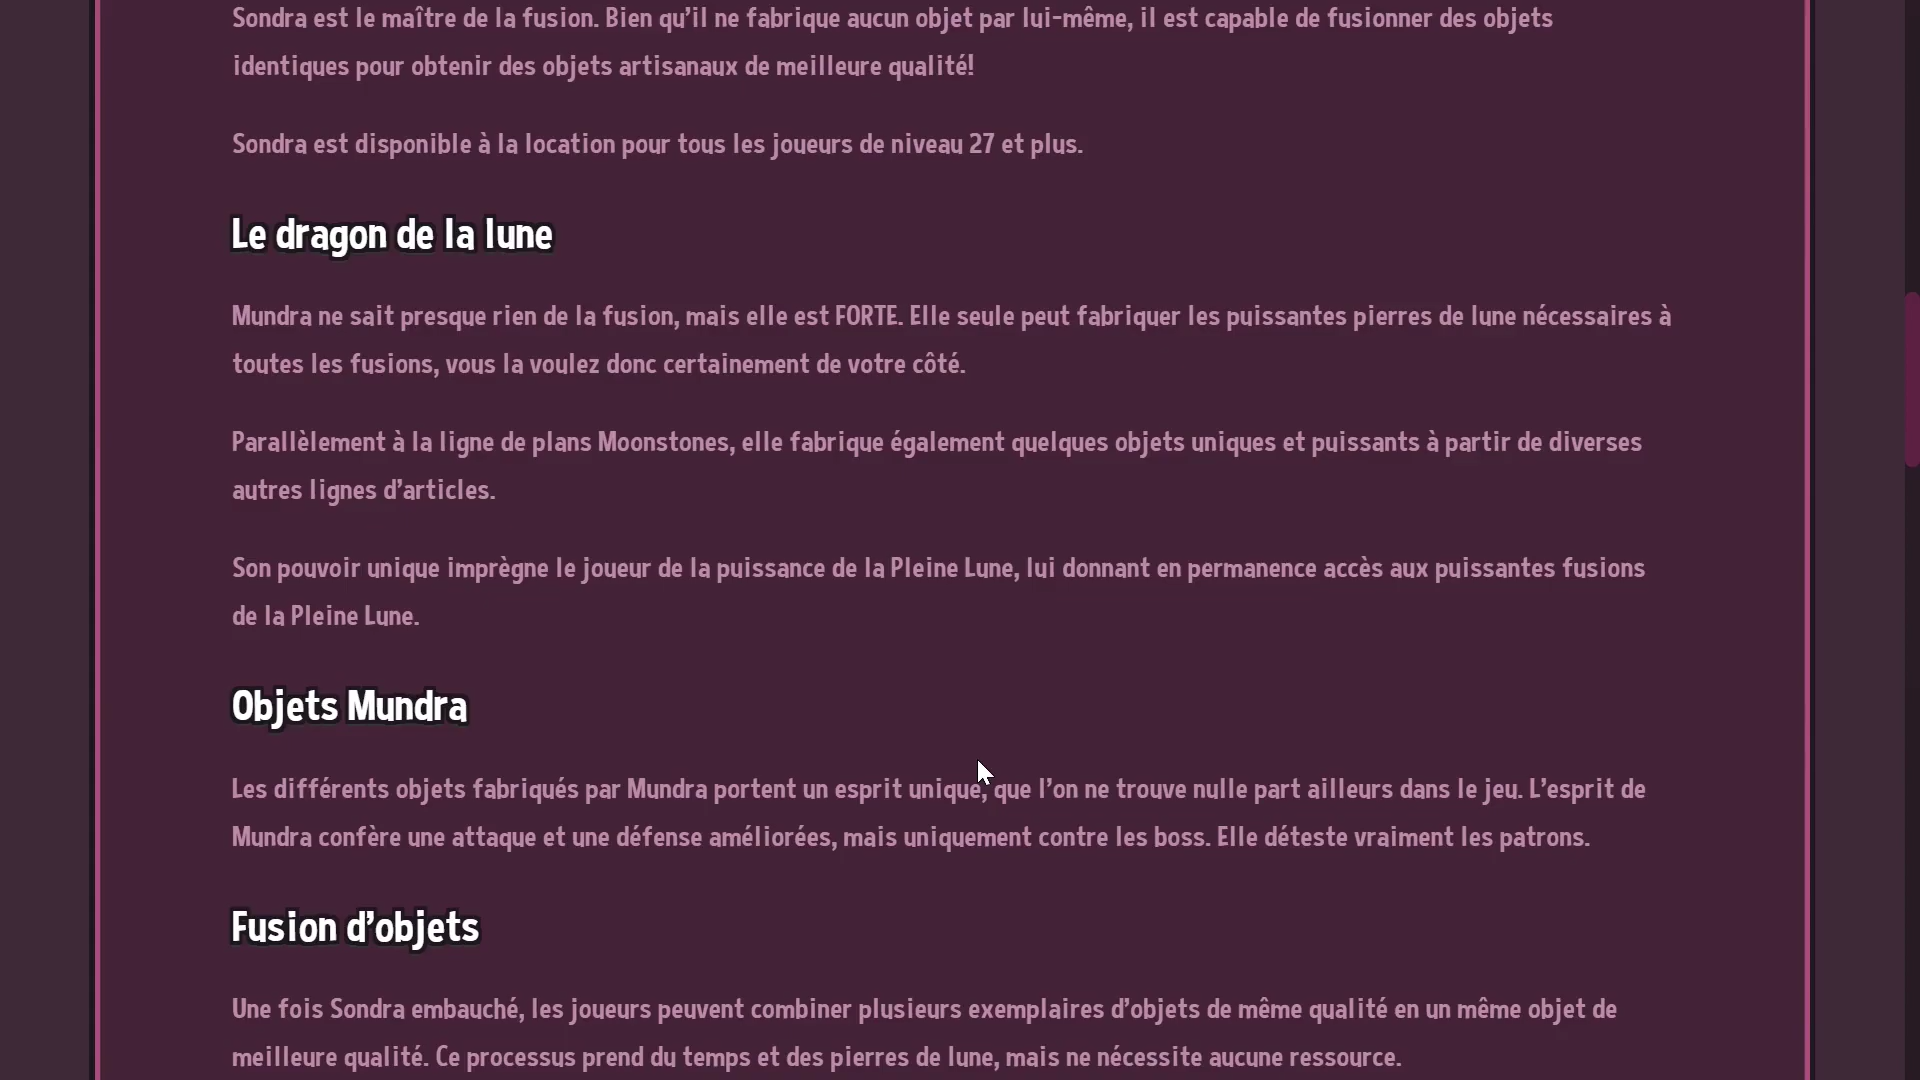 Sondra est le maître de la fusion. Bien qu’il ne fabrique aucun objet par lui-même, il est capable de fusionner des objets
identiques pour obtenir des objets artisanaux de meilleure qualité!
Sondra est disponible à la location pour tous les joueurs de niveau 27 et plus.
Le dragon de la lune
Mundra ne sait presque rien de la fusion, mais elle est FORTE. Elle seule peut fabriquer les puissantes pierres de lune nécessaires à
toutes les fusions, vous la voulez donc certainement de votre côté.
Parallèlement à la ligne de plans Moonstones, elle fabrique également quelques objets uniques et puissants à partir de diverses
autres lignes d’articles.
Son pouvoir unique imprègne le joueur de la puissance de la Pleine Lune, lui donnant en permanence accès aux puissantes fusions
de la Pleine Lune.
Objets Mundra
Les différents objets fabriqués par Mundra portent un esprit unique, que l’on ne trouve nulle part ailleurs dans le jeu. L’esprit de
Mundra confère une attaque et une défense améliorées, mais uniquement contre les boss. Elle déteste vraiment les patrons.
Fusion d’objets
Une fois Sondra embauché, les joueurs peuvent combiner plusieurs exemplaires d’objets de même qualité en un même objet de
meilleure qualité. Ce processus prend du temps et des pierres de lune, mais ne nécessite aucune ressource.